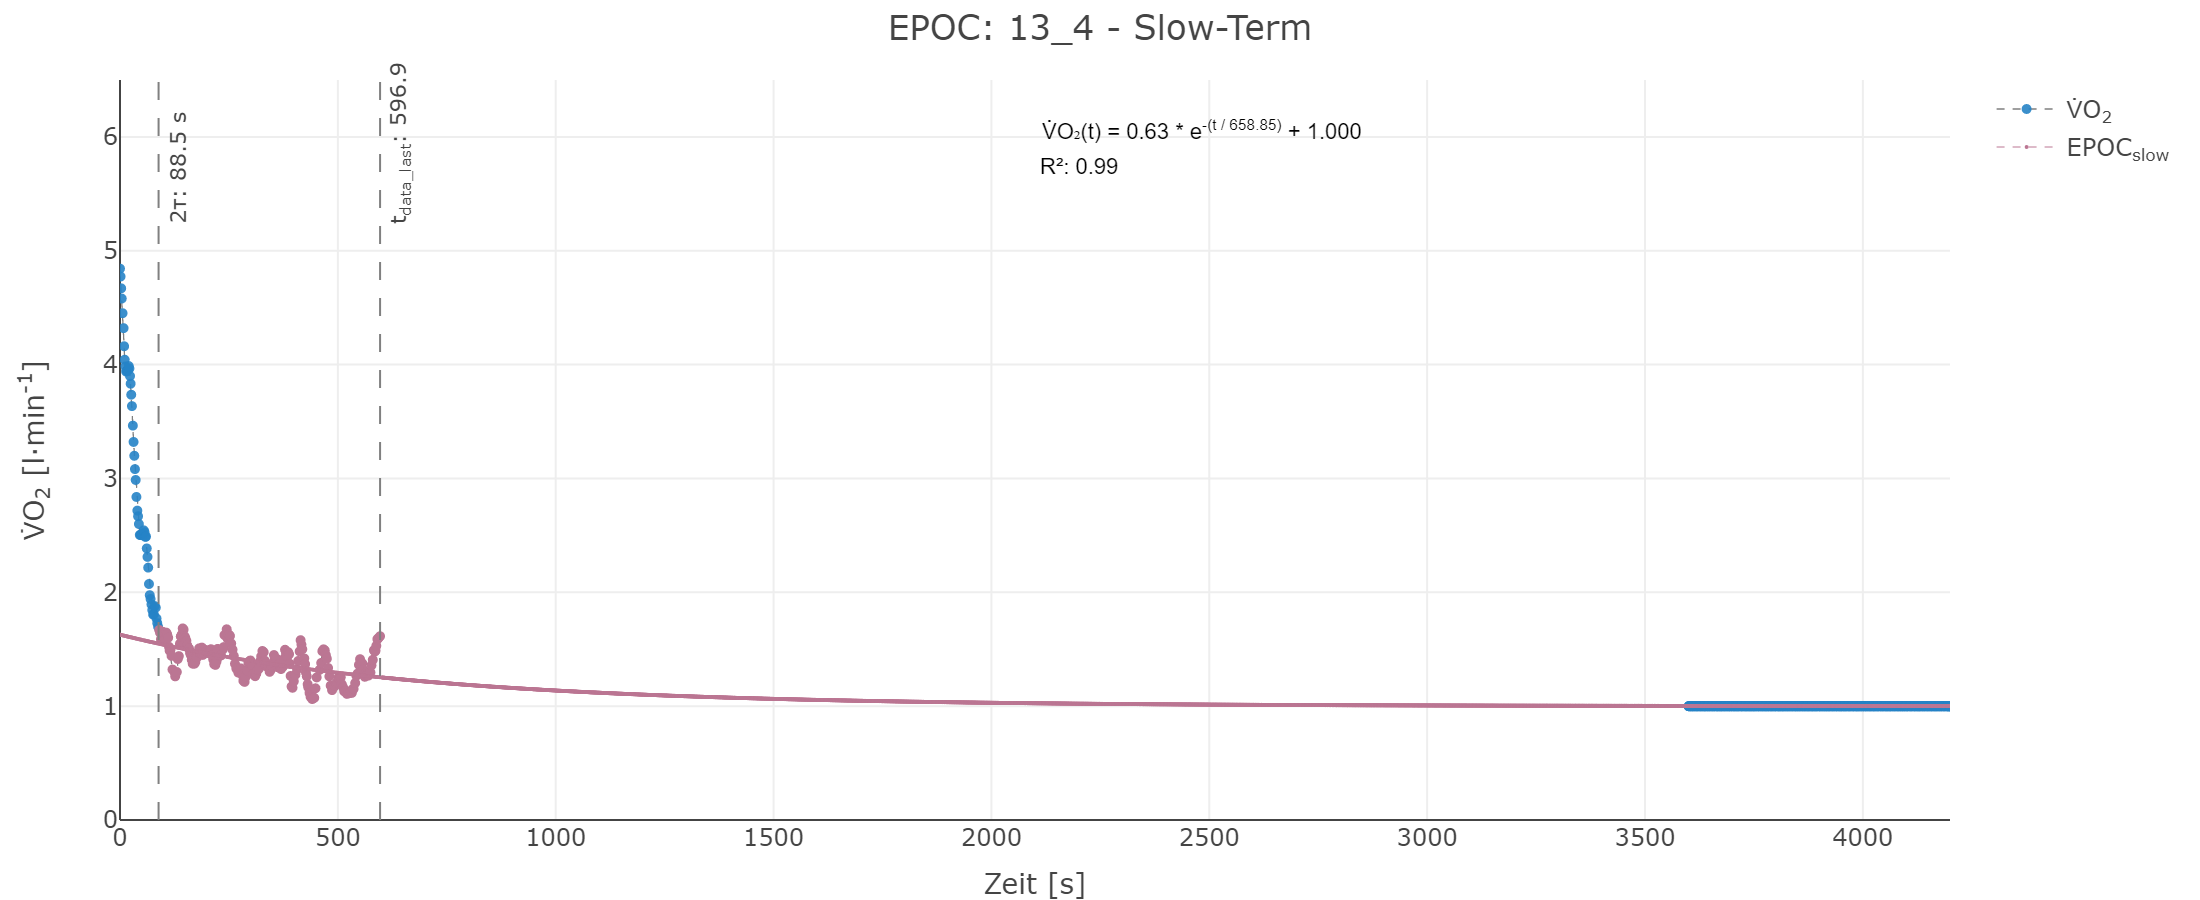 EPOC: 13_4 - Slow-Term
2τ: 88.5 s
t_data_last: 596.9
V̇O₂(t) = 0.63 * e^-(t / 658.85) + 1.000
R²: 0.99
V̇O₂
EPOC_slow
V̇O₂ [l·min⁻¹]
6
5
4
3
2
1
0
0 500 1000 1500 2000 2500 3000 3500 4000
Zeit [s]